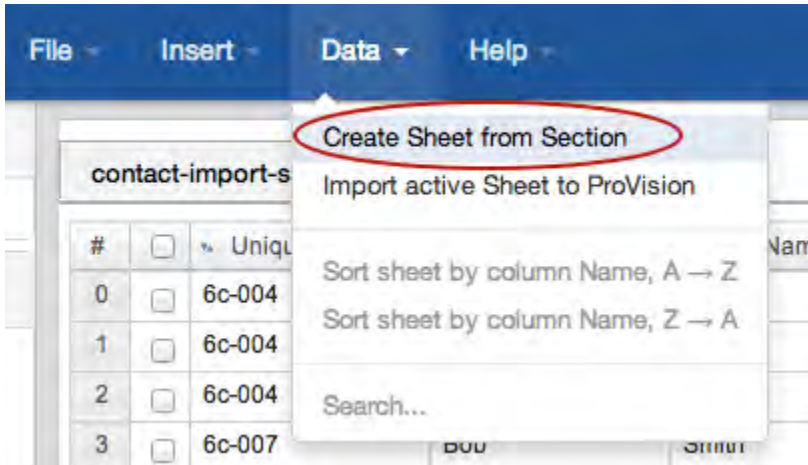 File Insert Data Help
Create Sheet from Section
contact-import-s
Import active Sheet to ProVision
# Uniqu Nam
Sort sheet by column Name, A → Z
0 6c-004
Sort sheet by column Name, Z → A
1 6c-004
2 6c-004
Search...
3 6c-007 Bob Smith